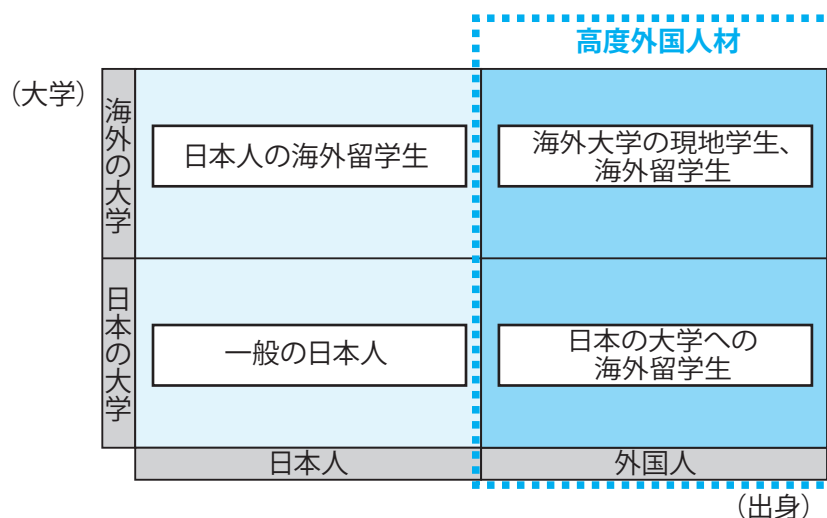 高度外国人材
（大学）
海外の大学
日本人の海外留学生
海外大学の現地学生、
海外留学生
日本の大学
一般の日本人
日本の大学への
海外留学生
日本人
外国人
（出身）